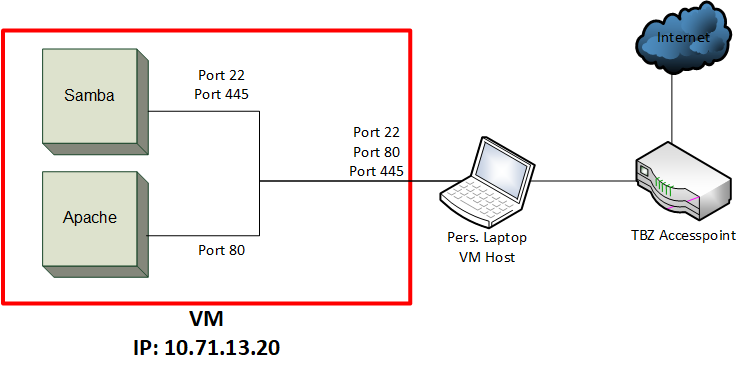 Internet
Port 22
Port 445
Samba
Port 22
Port 80
Port 445
Apache
Port 80
Pers. Laptop
VM Host
TBZ Accesspoint
VM
IP: 10.71.13.20